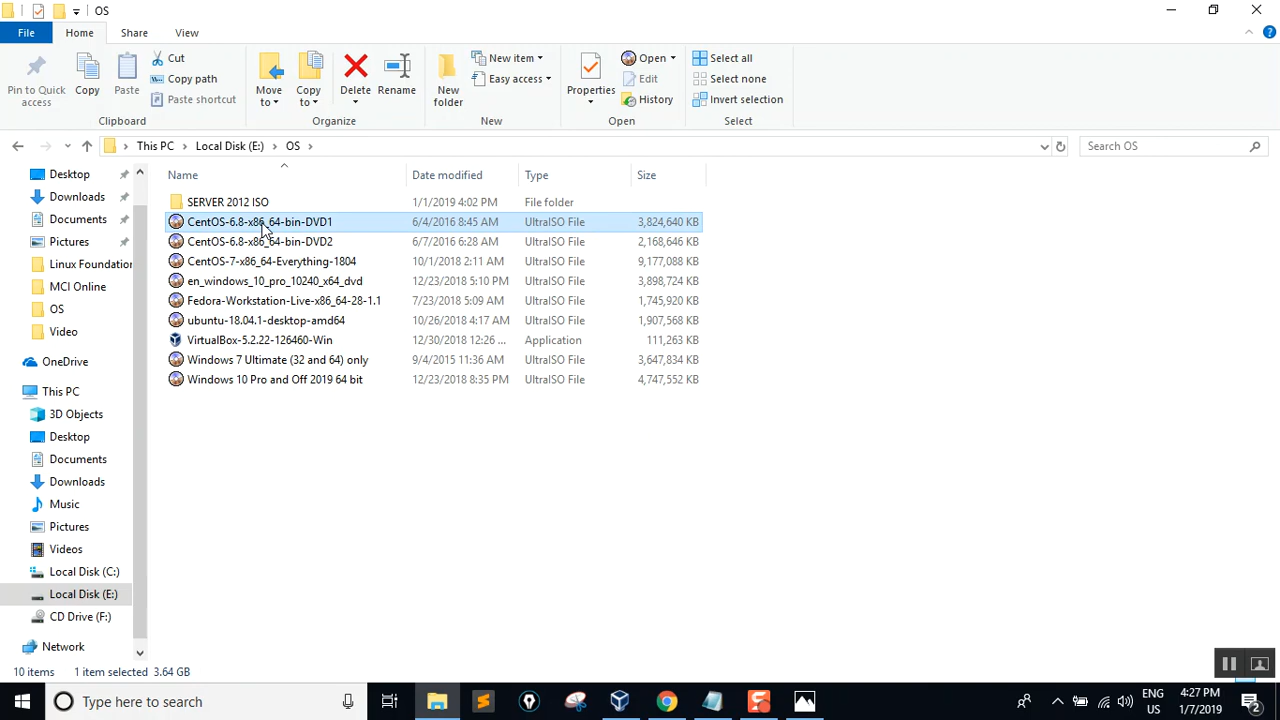 OS
File Home Share View
Pin to Quick access
Copy
Paste
Cut
Copy path
Paste shortcut
Clipboard
Move to
Copy to
Delete
Rename
Organize
New folder
New item
Easy access
New
Properties
Open
Edit
History
Open
Select all
Select none
Invert selection
Select
This PC Local Disk (E:) OS
Search OS
Name Date modified Type Size
SERVER 2012 ISO 1/1/2019 4:02 PM File folder
CentOS-6.8-x86_64-bin-DVD1 6/4/2016 8:45 AM UltraISO File 3,824,640 KB
CentOS-6.8-x86_64-bin-DVD2 6/7/2016 6:28 AM UltraISO File 2,168,646 KB
CentOS-7-x86_64-Everything-1804 10/1/2018 2:11 AM UltraISO File 9,177,088 KB
en_windows_10_pro_10240_x64_dvd 12/23/2018 5:10 PM UltraISO File 3,898,724 KB
Fedora-Workstation-Live-x86_64-28-1.1 7/23/2018 5:09 AM UltraISO File 1,745,920 KB
ubuntu-18.04.1-desktop-amd64 10/26/2018 4:17 AM UltraISO File 1,907,568 KB
VirtualBox-5.2.22-126460-Win 12/30/2018 12:26 ... Application 111,263 KB
Windows 7 Ultimate (32 and 64) only 9/4/2015 11:36 AM UltraISO File 3,647,834 KB
Windows 10 Pro and Off 2019 64 bit 12/23/2018 8:35 PM UltraISO File 4,747,552 KB
Desktop
Downloads
Documents
Pictures
Linux Foundation
MCI Online
OS
Video
OneDrive
This PC
3D Objects
Desktop
Documents
Downloads
Music
Pictures
Videos
Local Disk (C:)
Local Disk (E:)
CD Drive (F:)
Network
10 items 1 item selected 3.64 GB
Type here to search
ENG
US
4:27 PM
1/7/2019
2